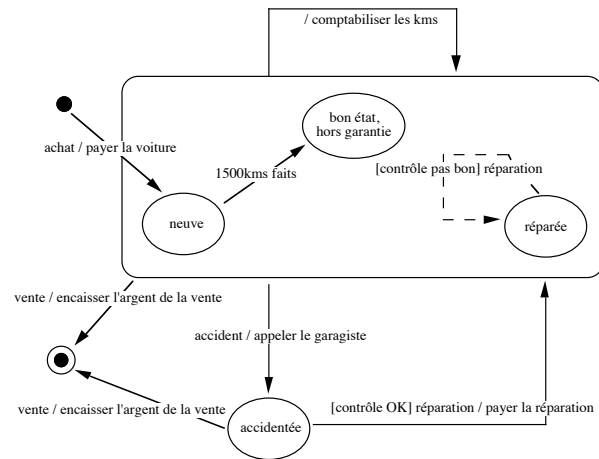 / comptabiliser les kms
bon état,
hors garantie
achat / payer la voiture
[contrôle pas bon] réparation
1500kms faits
neuve
réparée
vente / encaisser l'argent de la vente
accident / appeler le garagiste
vente / encaisser l'argent de la vente
[contrôle OK] réparation / payer la réparation
accidentée